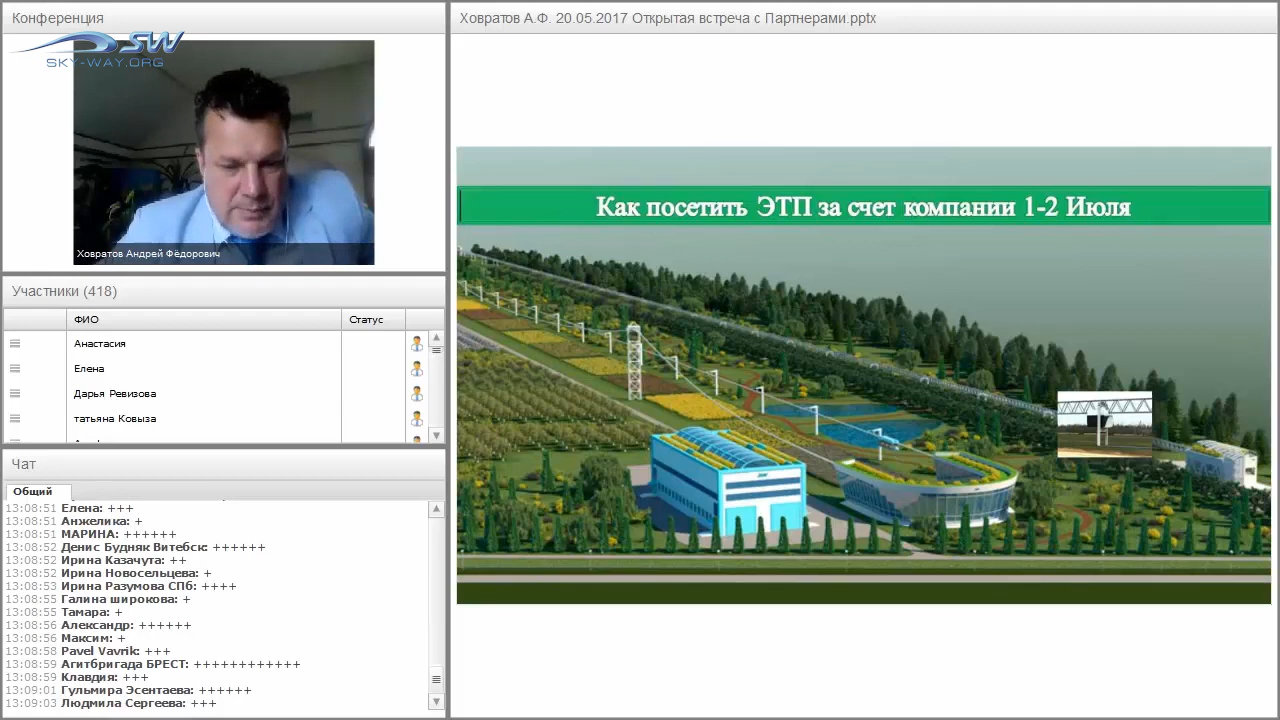 Конференция
SW
SKY-WAY.ORG
Ховратов Андрей Фёдорович
Участники (418)
ФИО Статус
Анастасия
Елена
Дарья Ревизова
татьяна Ковыза
Чат
Общий
13:08:51 Елена: +++
13:08:51 Анжелика: +
13:08:51 МАРИНА: ++++++
13:08:52 Денис Будняк Витебск: ++++++
13:08:52 Ирина Казачута: ++
13:08:52 Ирина Новосельцева: +
13:08:53 Ирина Разумова СПб: ++++
13:08:55 Галина широкова: +
13:08:55 Тамара: +
13:08:56 Александр: ++++++
13:08:56 Максим: +
13:08:58 Pavel Vavrik: +++
13:08:59 Агитбригада БРЕСТ: ++++++++++++
13:08:59 Клавдия: +++
13:09:01 Гульмира Эсентаева: ++++++
13:09:03 Людмила Сергеева: +++
Ховратов А.Ф. 20.05.2017 Открытая встреча с Партнерами.pptx
Как посетить ЭТП за счет компании 1-2 Июля